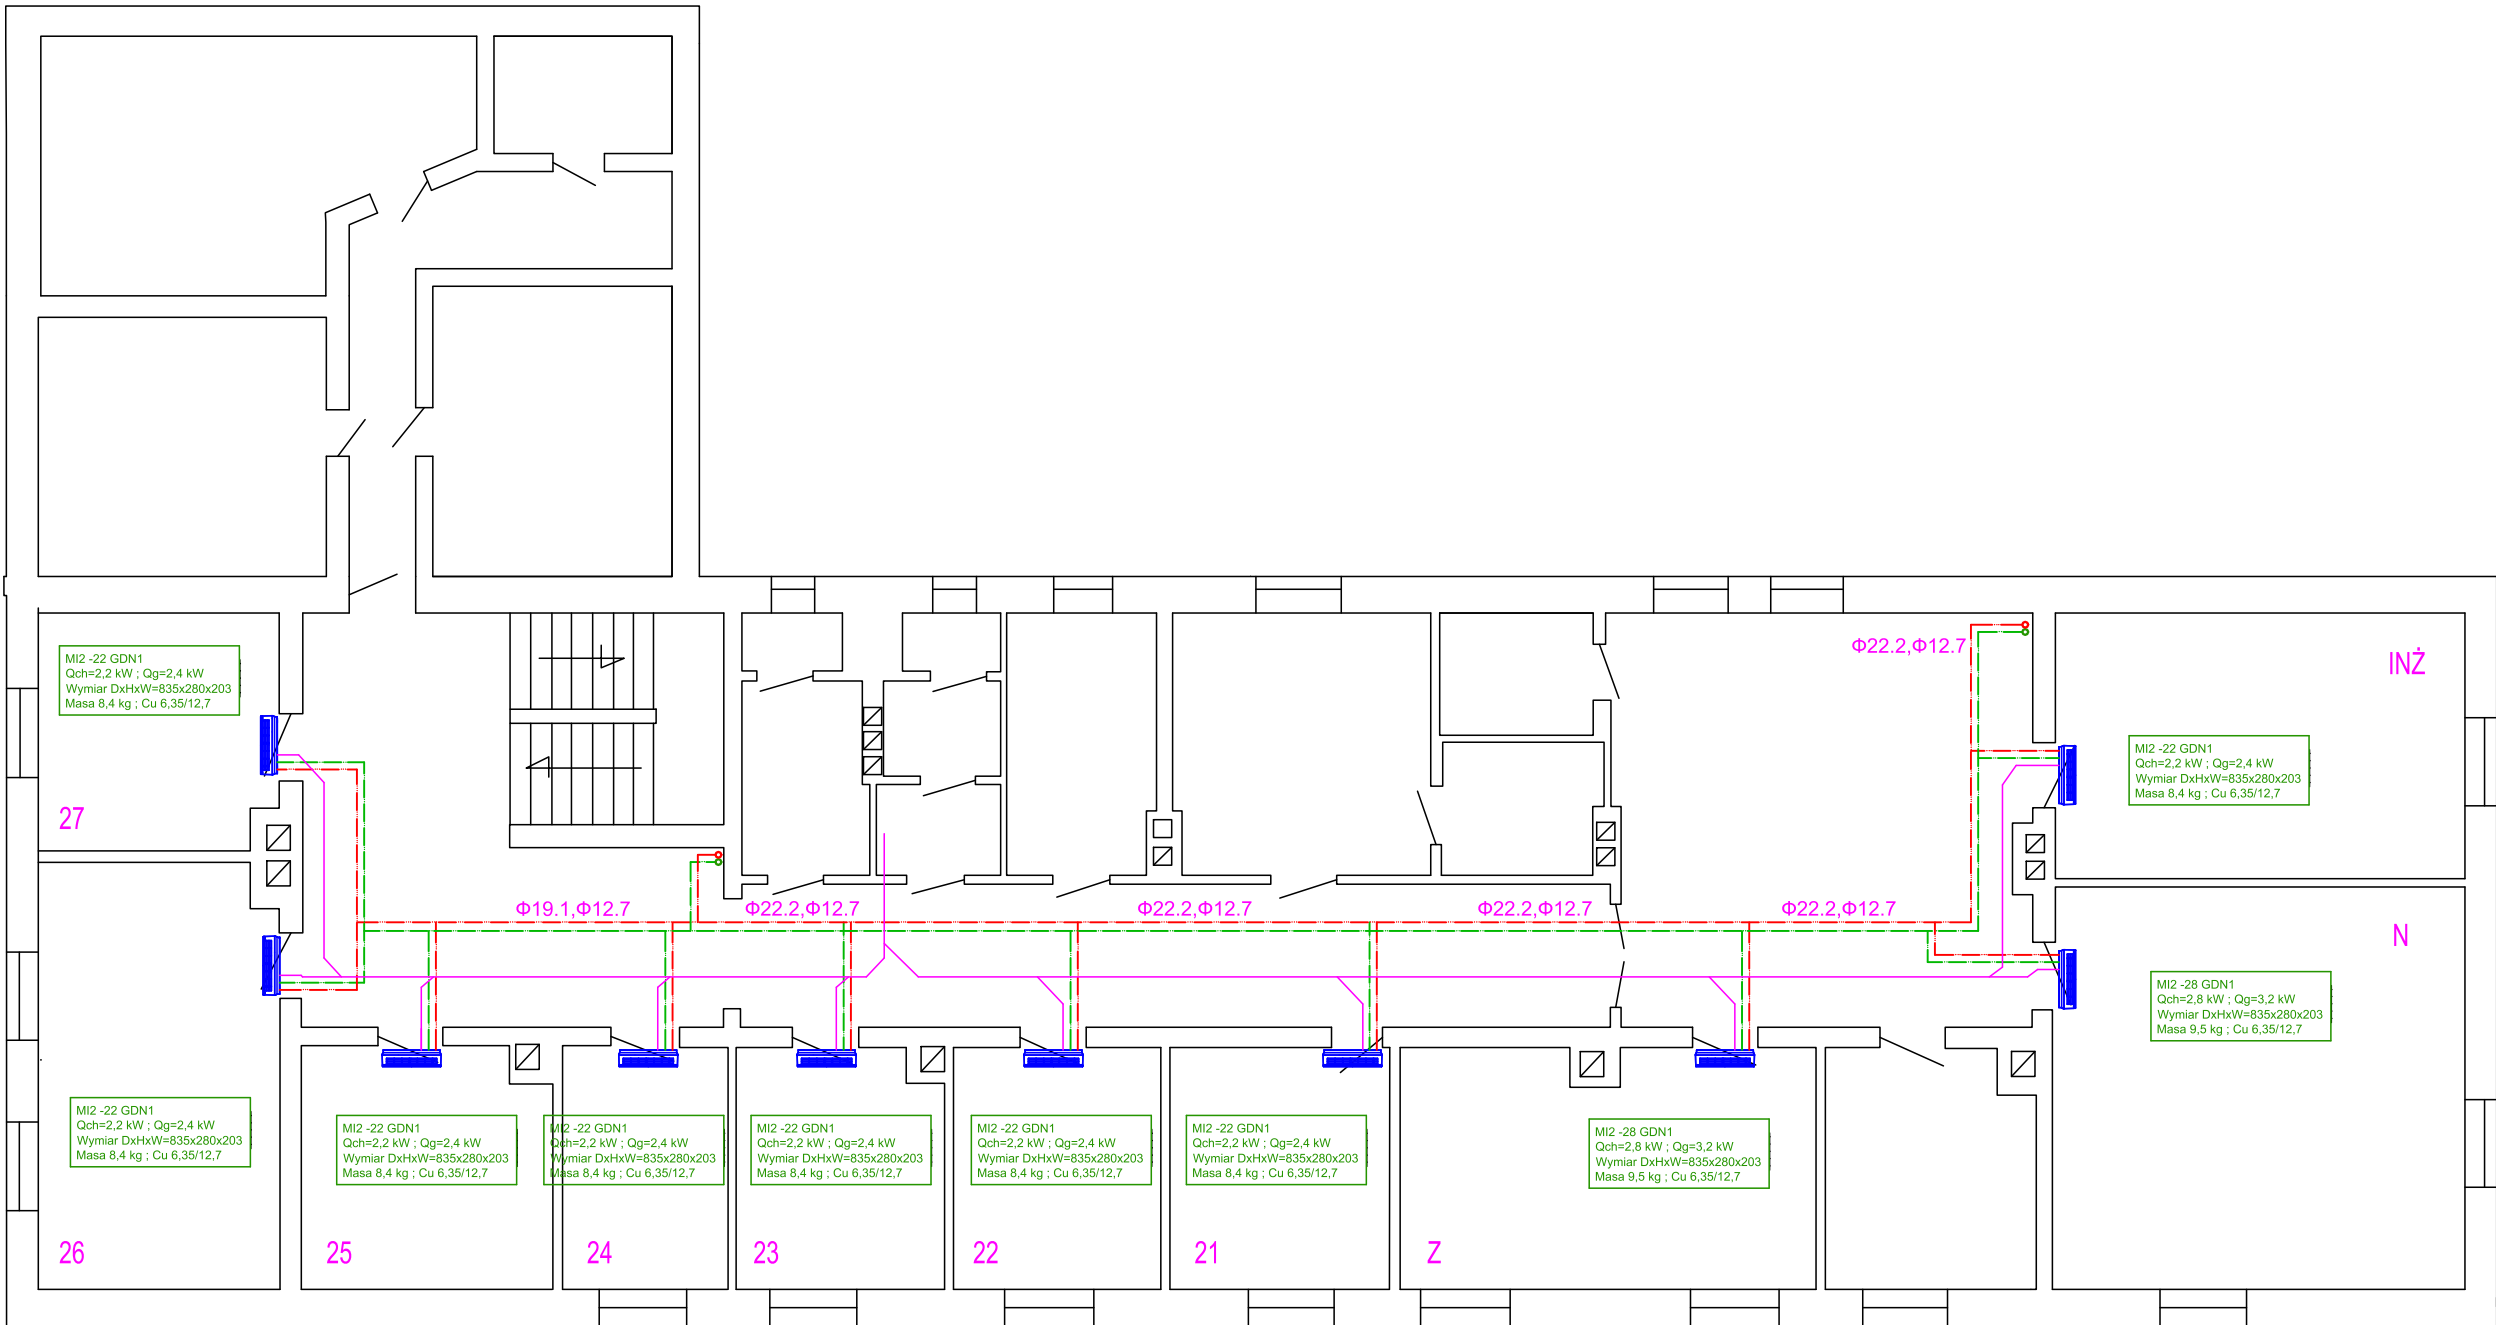 MI2 -22 GDN1
Qch=2,2 kW ; Qg=2,4 kW
Wymiar DxHxW=835x280x203
Masa 8,4 kg ; Cu 6,35/12,7
Φ22.2,Φ12.7
INŻ
MI2 -22 GDN1
Qch=2,2 kW ; Qg=2,4 kW
Wymiar DxHxW=835x280x203
Masa 8,4 kg ; Cu 6,35/12,7
27
Φ19.1,Φ12.7
Φ22.2,Φ12.7
Φ22.2,Φ12.7
Φ22.2,Φ12.7
Φ22.2,Φ12.7
N
MI2 -28 GDN1
Qch=2,8 kW ; Qg=3,2 kW
Wymiar DxHxW=835x280x203
Masa 9,5 kg ; Cu 6,35/12,7
MI2 -22 GDN1
Qch=2,2 kW ; Qg=2,4 kW
Wymiar DxHxW=835x280x203
Masa 8,4 kg ; Cu 6,35/12,7
MI2 -22 GDN1
Qch=2,2 kW ; Qg=2,4 kW
Wymiar DxHxW=835x280x203
Masa 8,4 kg ; Cu 6,35/12,7
MI2 -22 GDN1
Qch=2,2 kW ; Qg=2,4 kW
Wymiar DxHxW=835x280x203
Masa 8,4 kg ; Cu 6,35/12,7
MI2 -22 GDN1
Qch=2,2 kW ; Qg=2,4 kW
Wymiar DxHxW=835x280x203
Masa 8,4 kg ; Cu 6,35/12,7
MI2 -22 GDN1
Qch=2,2 kW ; Qg=2,4 kW
Wymiar DxHxW=835x280x203
Masa 8,4 kg ; Cu 6,35/12,7
MI2 -22 GDN1
Qch=2,2 kW ; Qg=2,4 kW
Wymiar DxHxW=835x280x203
Masa 8,4 kg ; Cu 6,35/12,7
MI2 -28 GDN1
Qch=2,8 kW ; Qg=3,2 kW
Wymiar DxHxW=835x280x203
Masa 9,5 kg ; Cu 6,35/12,7
26
25
24
23
22
21
Z